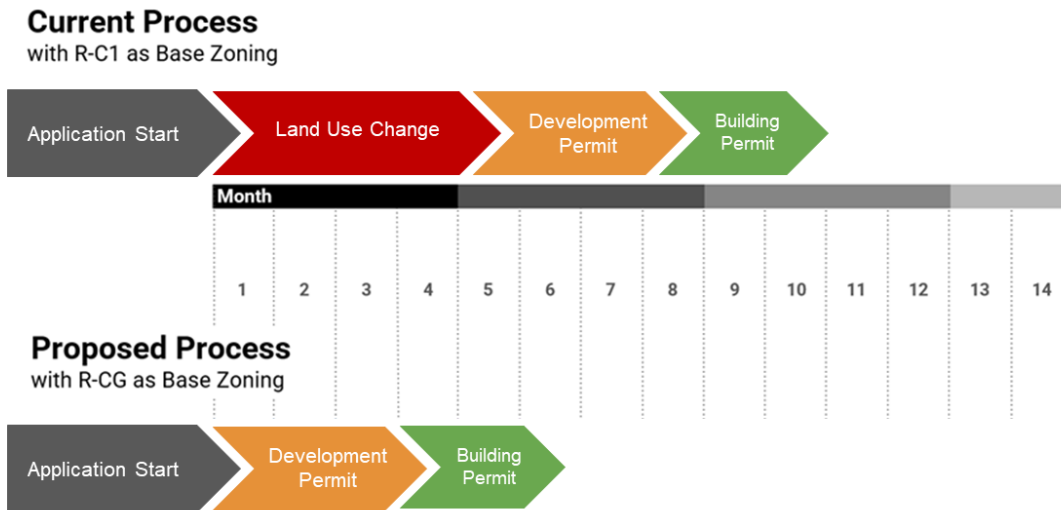 Current Process
with R-C1 as Base Zoning
Application Start
Land Use Change
Development
Permit
Building
Permit
Month
1 2 3 4 5 6 7 8 9 10 11 12 13 14
Proposed Process
with R-CG as Base Zoning
Application Start
Development
Permit
Building
Permit